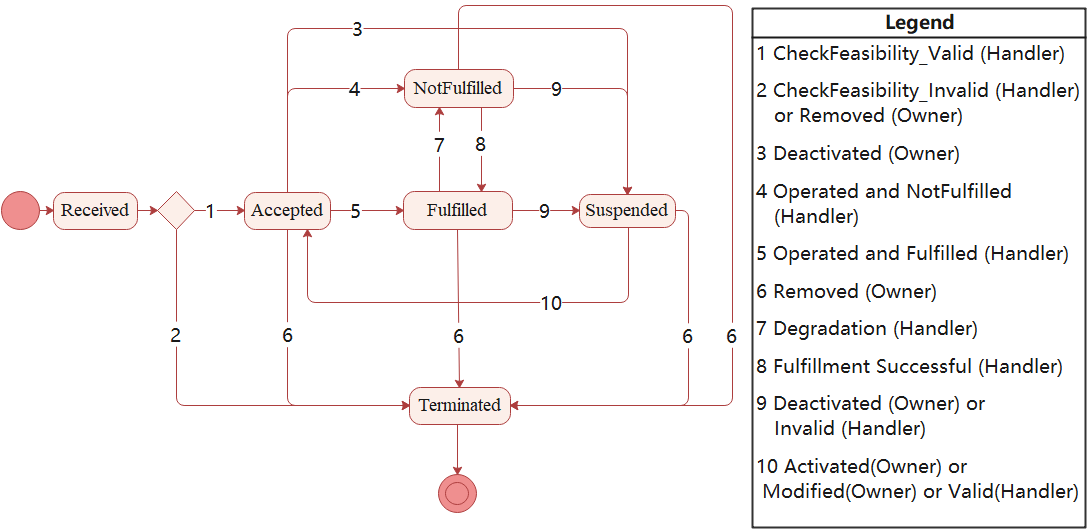 3
NotFulfilled
4
9
7
8
Received
1
Accepted
5
Fulfilled
9
Suspended
10
2
6
6
6
6
Terminated
Legend
1 CheckFeasibility_Valid (Handler)
2 CheckFeasibility_Invalid (Handler)
or Removed (Owner)
3 Deactivated (Owner)
4 Operated and NotFulfilled
(Handler)
5 Operated and Fulfilled (Handler)
6 Removed (Owner)
7 Degradation (Handler)
8 Fulfillment Successful (Handler)
9 Deactivated (Owner) or
Invalid (Handler)
10 Activated(Owner) or
Modified(Owner) or Valid(Handler)